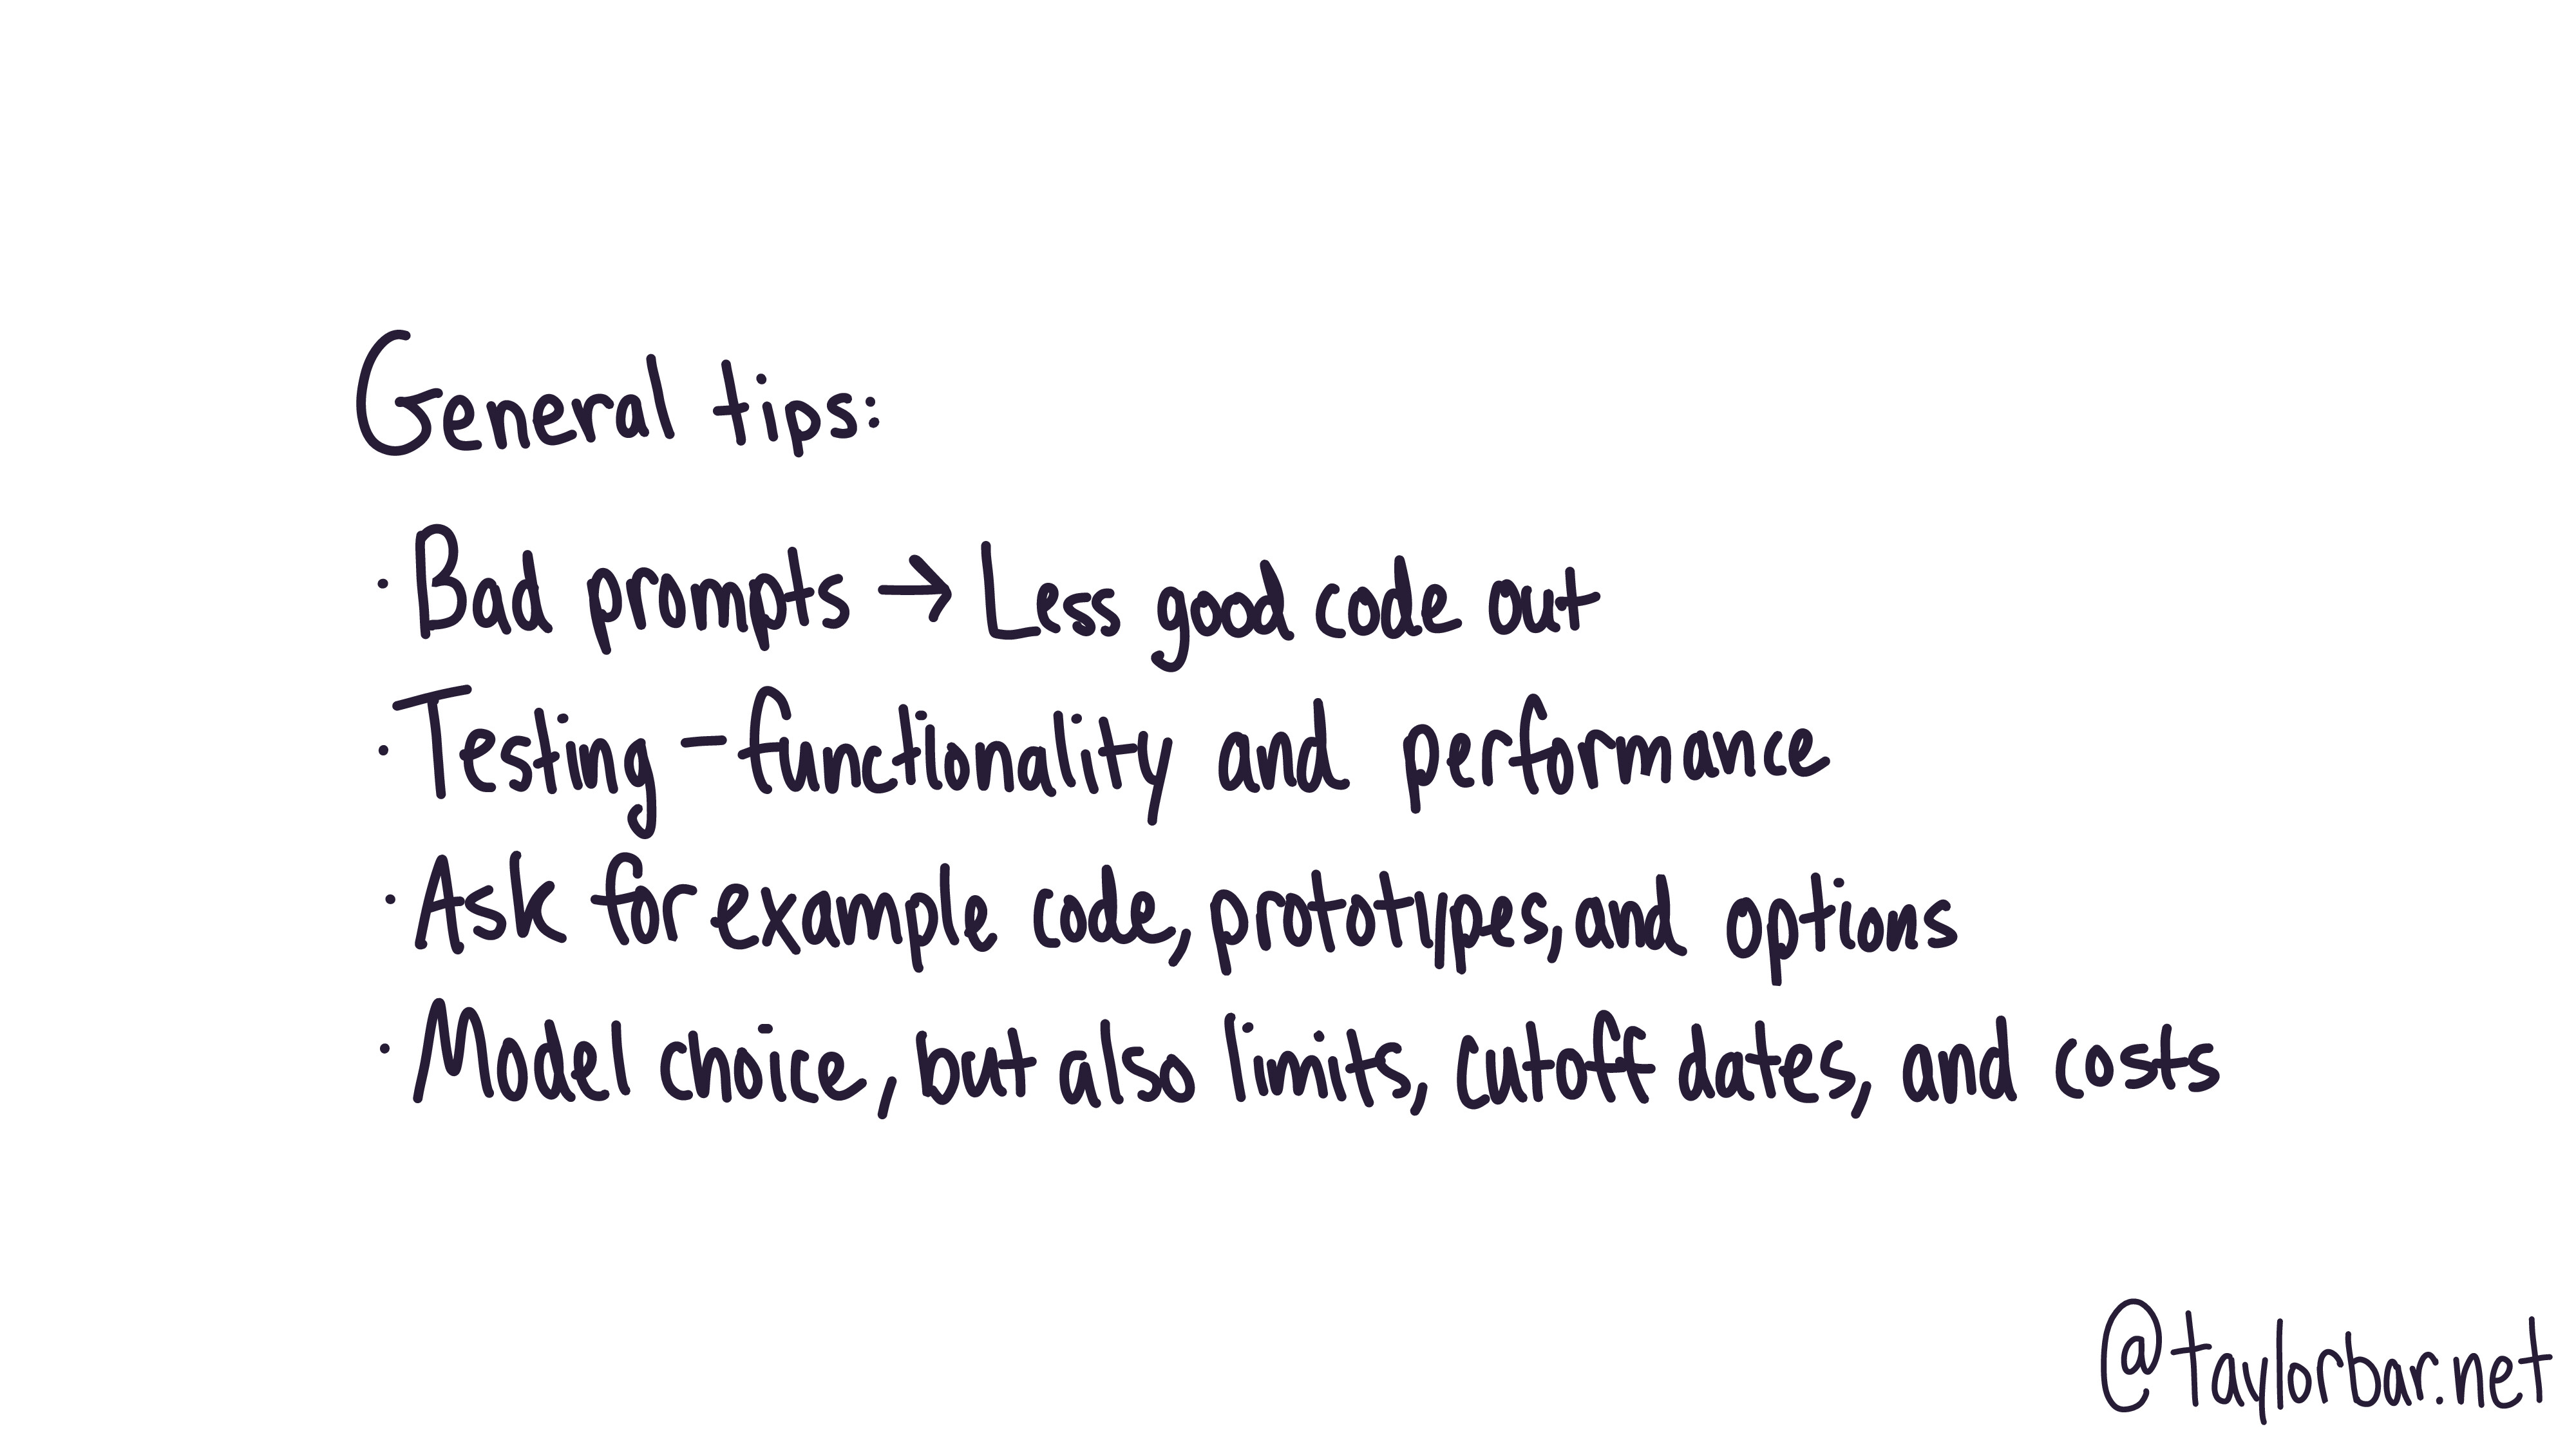 General tips:
· Bad prompts → Less good code out
· Testing - functionality and performance
· Ask for example code, prototypes, and options
· Model choice, but also limits, cutoff dates, and costs
@taylorbar.net